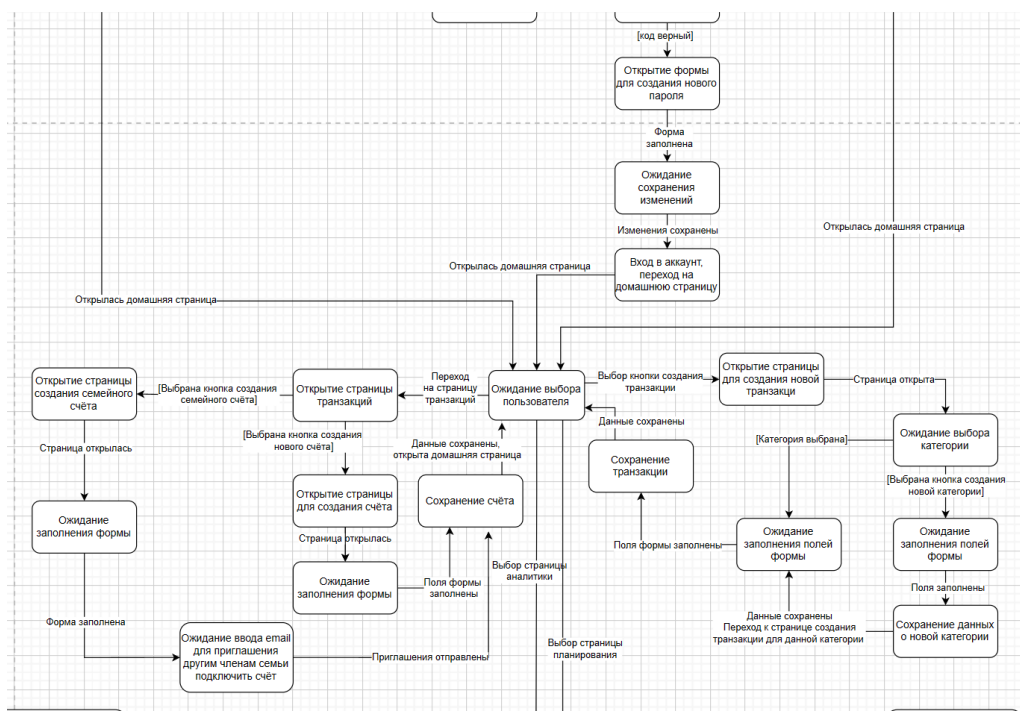 [код верный]
Открытие формы
для создания нового
пароля
Форма
заполнена
Ожидание
сохранения
изменений
Изменения сохранены
Вход в аккаунт,
переход на
домашнюю страницу
Открылась домашняя страница
Открылась домашняя страница
Открылась домашняя страница
Открытие страницы
создания семейного
счёта
[Выбрана кнопка создания
семейного счёта]
Открытие страницы
транзакций
Переход
на страницу
транзакций
Ожидание выбора
пользователя
Выбор кнопки создания
транзакции
Открытие страницы
для создания новой
транзакци
Страница открыта
Ожидание выбора
категории
[Категория выбрана]
[Выбрана кнопка создания
новой категории]
Данные сохранены
Сохранение
транзакции
Страница открылась
[Выбрана кнопка создания
нового счёта]
Данные сохранены,
открыта домашняя страница
Открытие страницы
для создания счёта
Сохранение счёта
Ожидание
заполнения формы
Страница открылась
Ожидание
заполнения формы
Поля формы
заполнены
Выбор страницы
аналитики
Поля формы заполнены
Ожидание
заполнения полей
формы
Ожидание
заполнения полей
формы
Поля заполнены
Данные сохранены
Переход к странице создания
транзакции для данной категории
Сохранение данных
о новой категории
Форма заполнена
Ожидание ввода email
для приглашения
другим членам семьи
подключить счёт
Приглашения отправлены
Выбор страницы
планирования